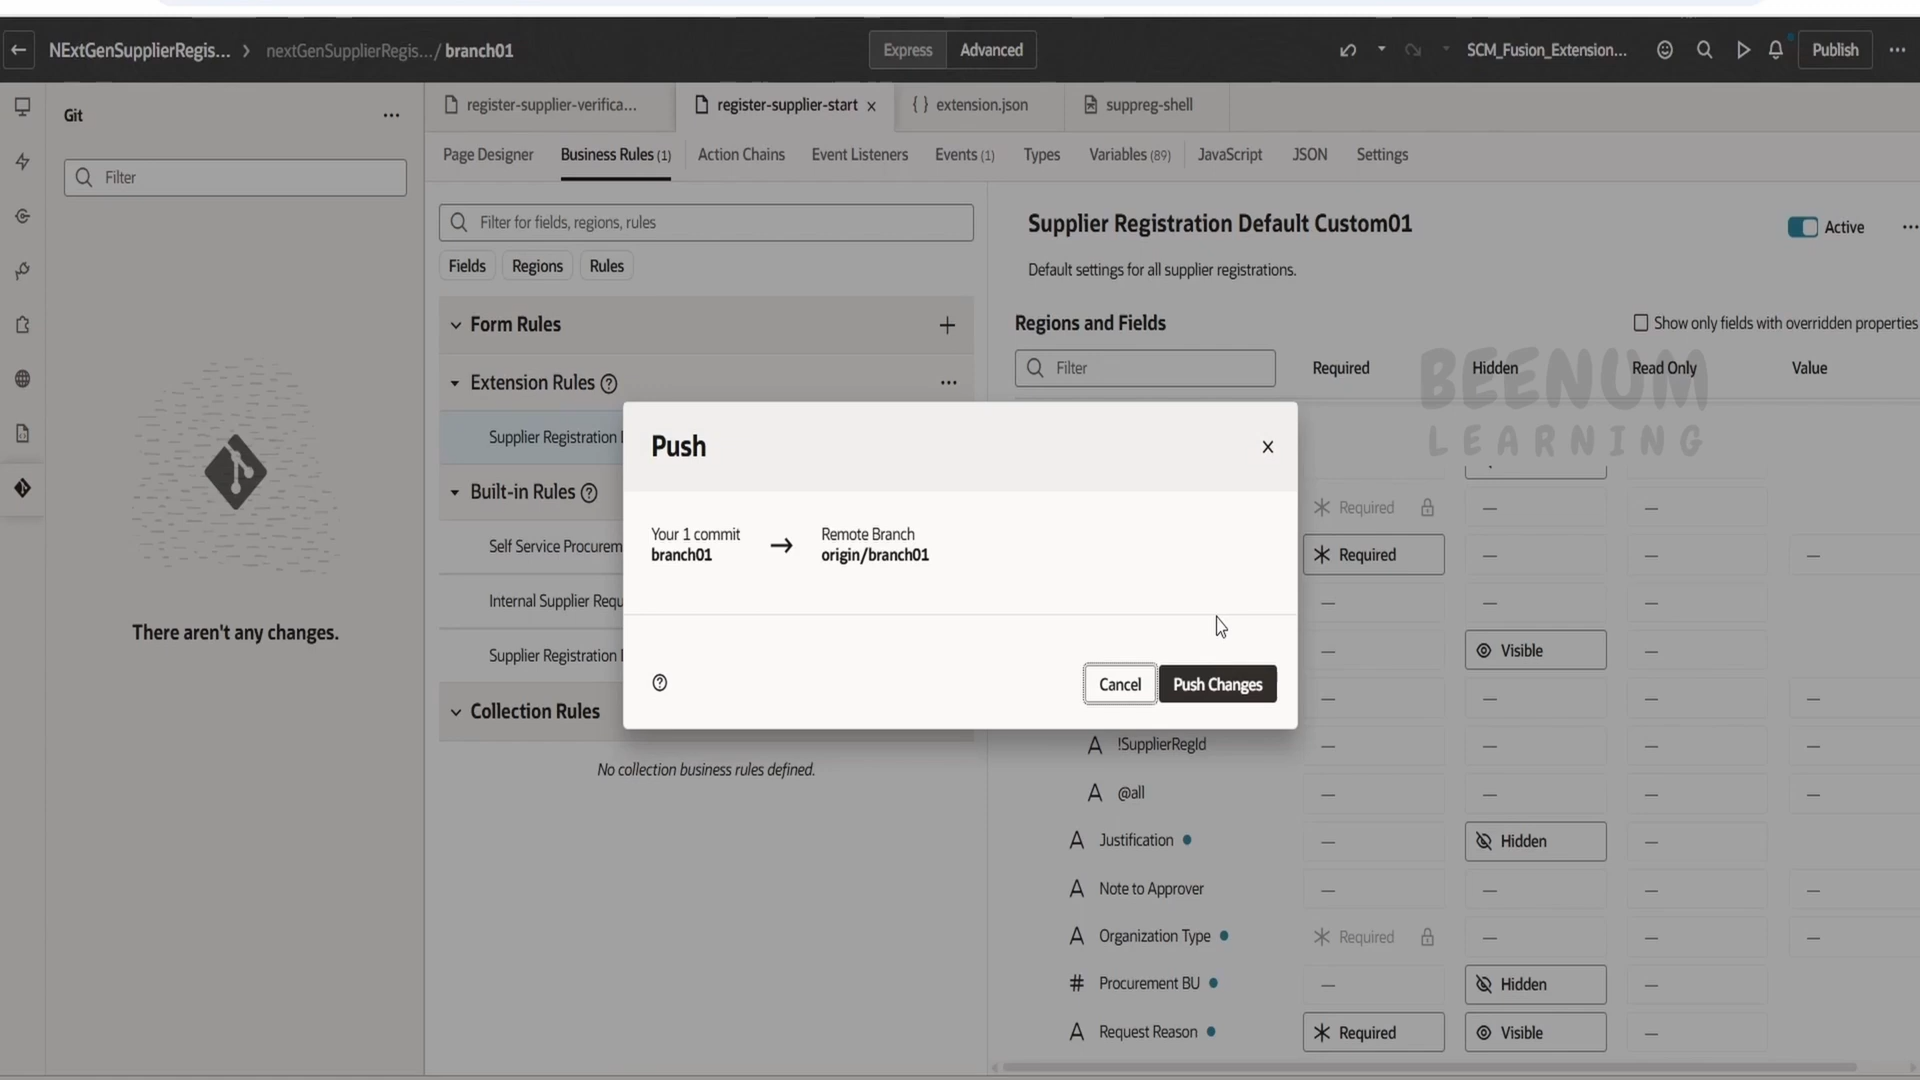 NExtGenSupplierRegis... > nextGenSupplierRegis... / branch01
Express Advanced
SCM_Fusion_Extension...
Publish
Git
Filter
There aren't any changes.
register-supplier-verifica...
register-supplier-start
{ } extension.json
suppreg-shell
Page Designer
Business Rules (1)
Action Chains
Event Listeners
Events (1)
Types
Variables (89)
JavaScript
JSON
Settings
Filter for fields, regions, rules
Fields
Regions
Rules
Form Rules
Extension Rules
Supplier Registration
Built-in Rules
Self Service Procurem
Internal Supplier Requ
Supplier Registration
Collection Rules
No collection business rules defined.
Supplier Registration Default Custom01
Active
Default settings for all supplier registrations.
Regions and Fields
Show only fields with overridden properties
Filter
Required
Hidden
Read Only
Value
BEENUM
LEARNING
Required
Required
Visible
!SupplierRegId
@all
Justification
Hidden
Note to Approver
Organization Type
Required
# Procurement BU
Hidden
Request Reason
Required
Visible
Push
Your 1 commit
branch01
Remote Branch
origin/branch01
Cancel
Push Changes